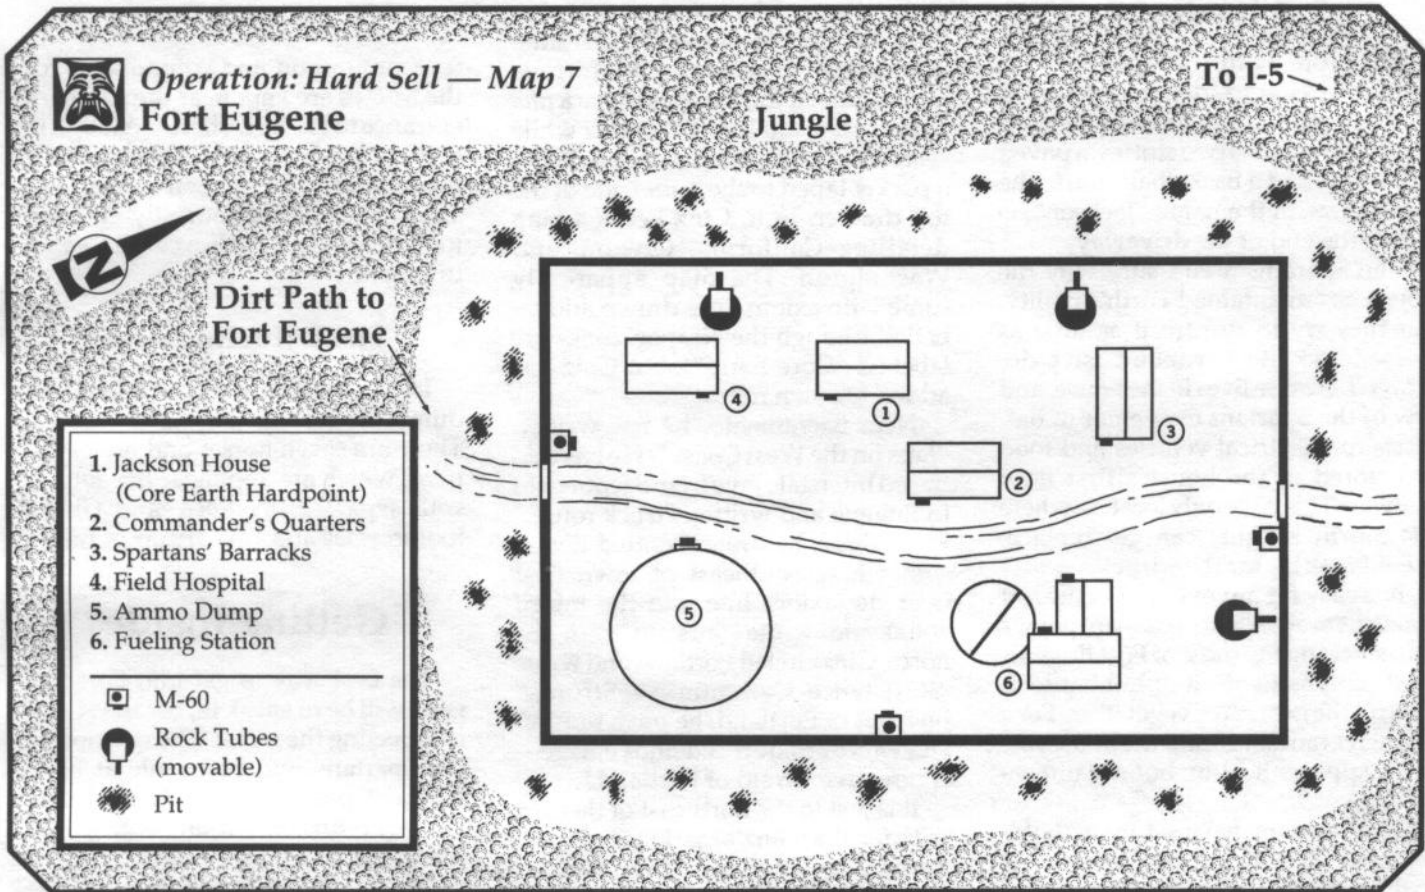 Operation: Hard Sell — Map 7
Fort Eugene
To I-5
Jungle
N
Dirt Path to
Fort Eugene
1. Jackson House
(Core Earth Hardpoint)
2. Commander's Quarters
3. Spartans' Barracks
4. Field Hospital
5. Ammo Dump
6. Fueling Station
M-60
Rock Tubes
(movable)
Pit
4
1
3
2
5
6